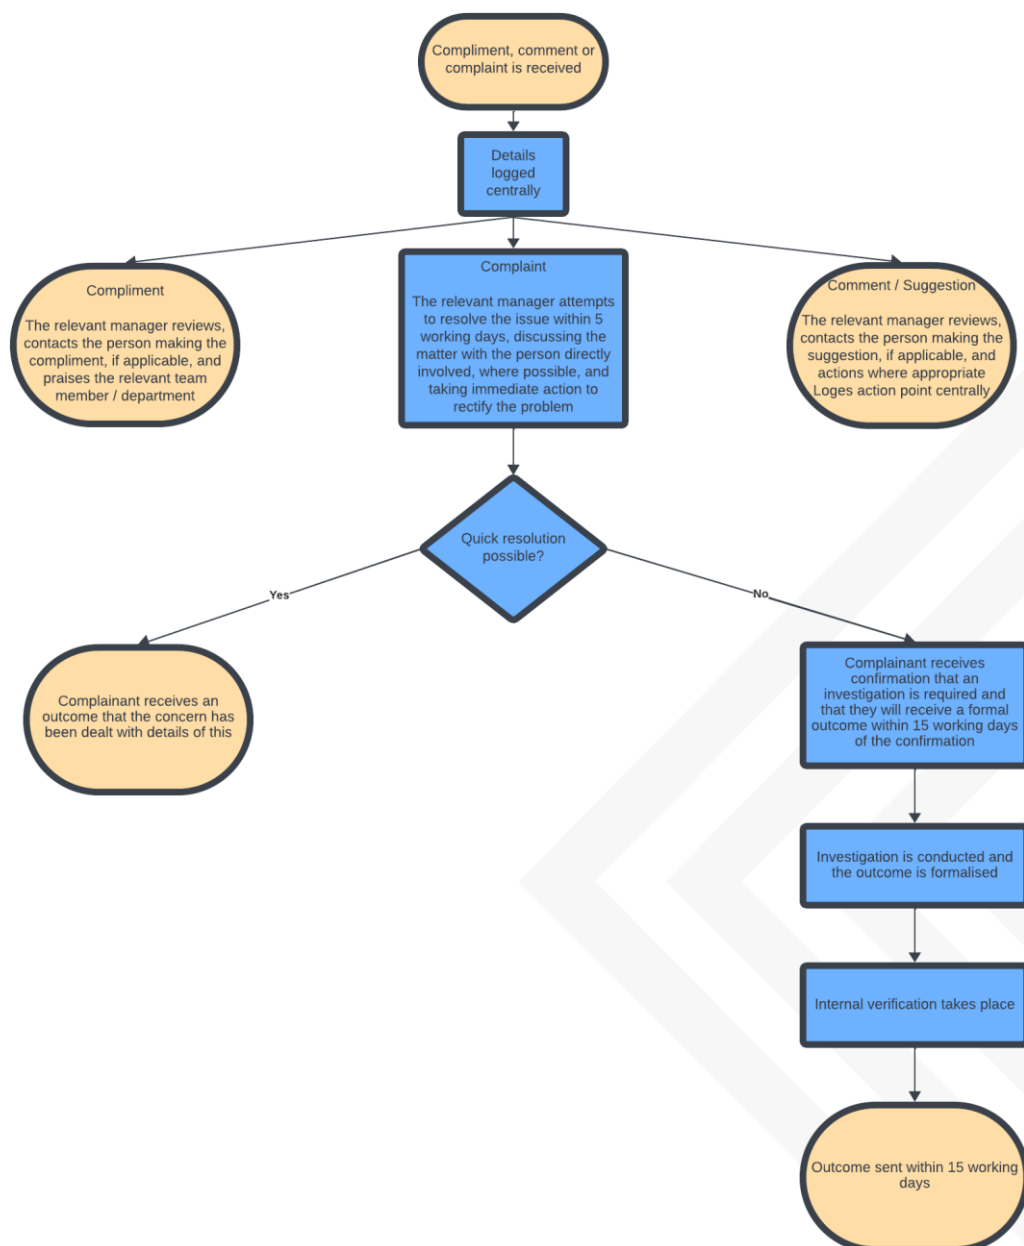 Compliment, comment or
complaint is received
Details
logged
centrally
Compliment
The relevant manager reviews,
contacts the person making the
compliment, if applicable, and
praises the relevant team
member / department
Complaint
The relevant manager attempts
to resolve the issue within 5
working days, discussing the
matter with the person directly
involved, where possible, and
taking immediate action to
rectify the problem
Comment / Suggestion
The relevant manager reviews,
contacts the person making the
suggestion, if applicable, and
actions where appropriate
Loges action point centrally
Quick resolution
possible?
Yes
No
Complainant receives an
outcome that the concern has
been dealt with details of this
Complainant receives
confirmation that an
investigation is required and
that they will receive a formal
outcome within 15 working days
of the confirmation
Investigation is conducted and
the outcome is formalised
Internal verification takes place
Outcome sent within 15 working
days